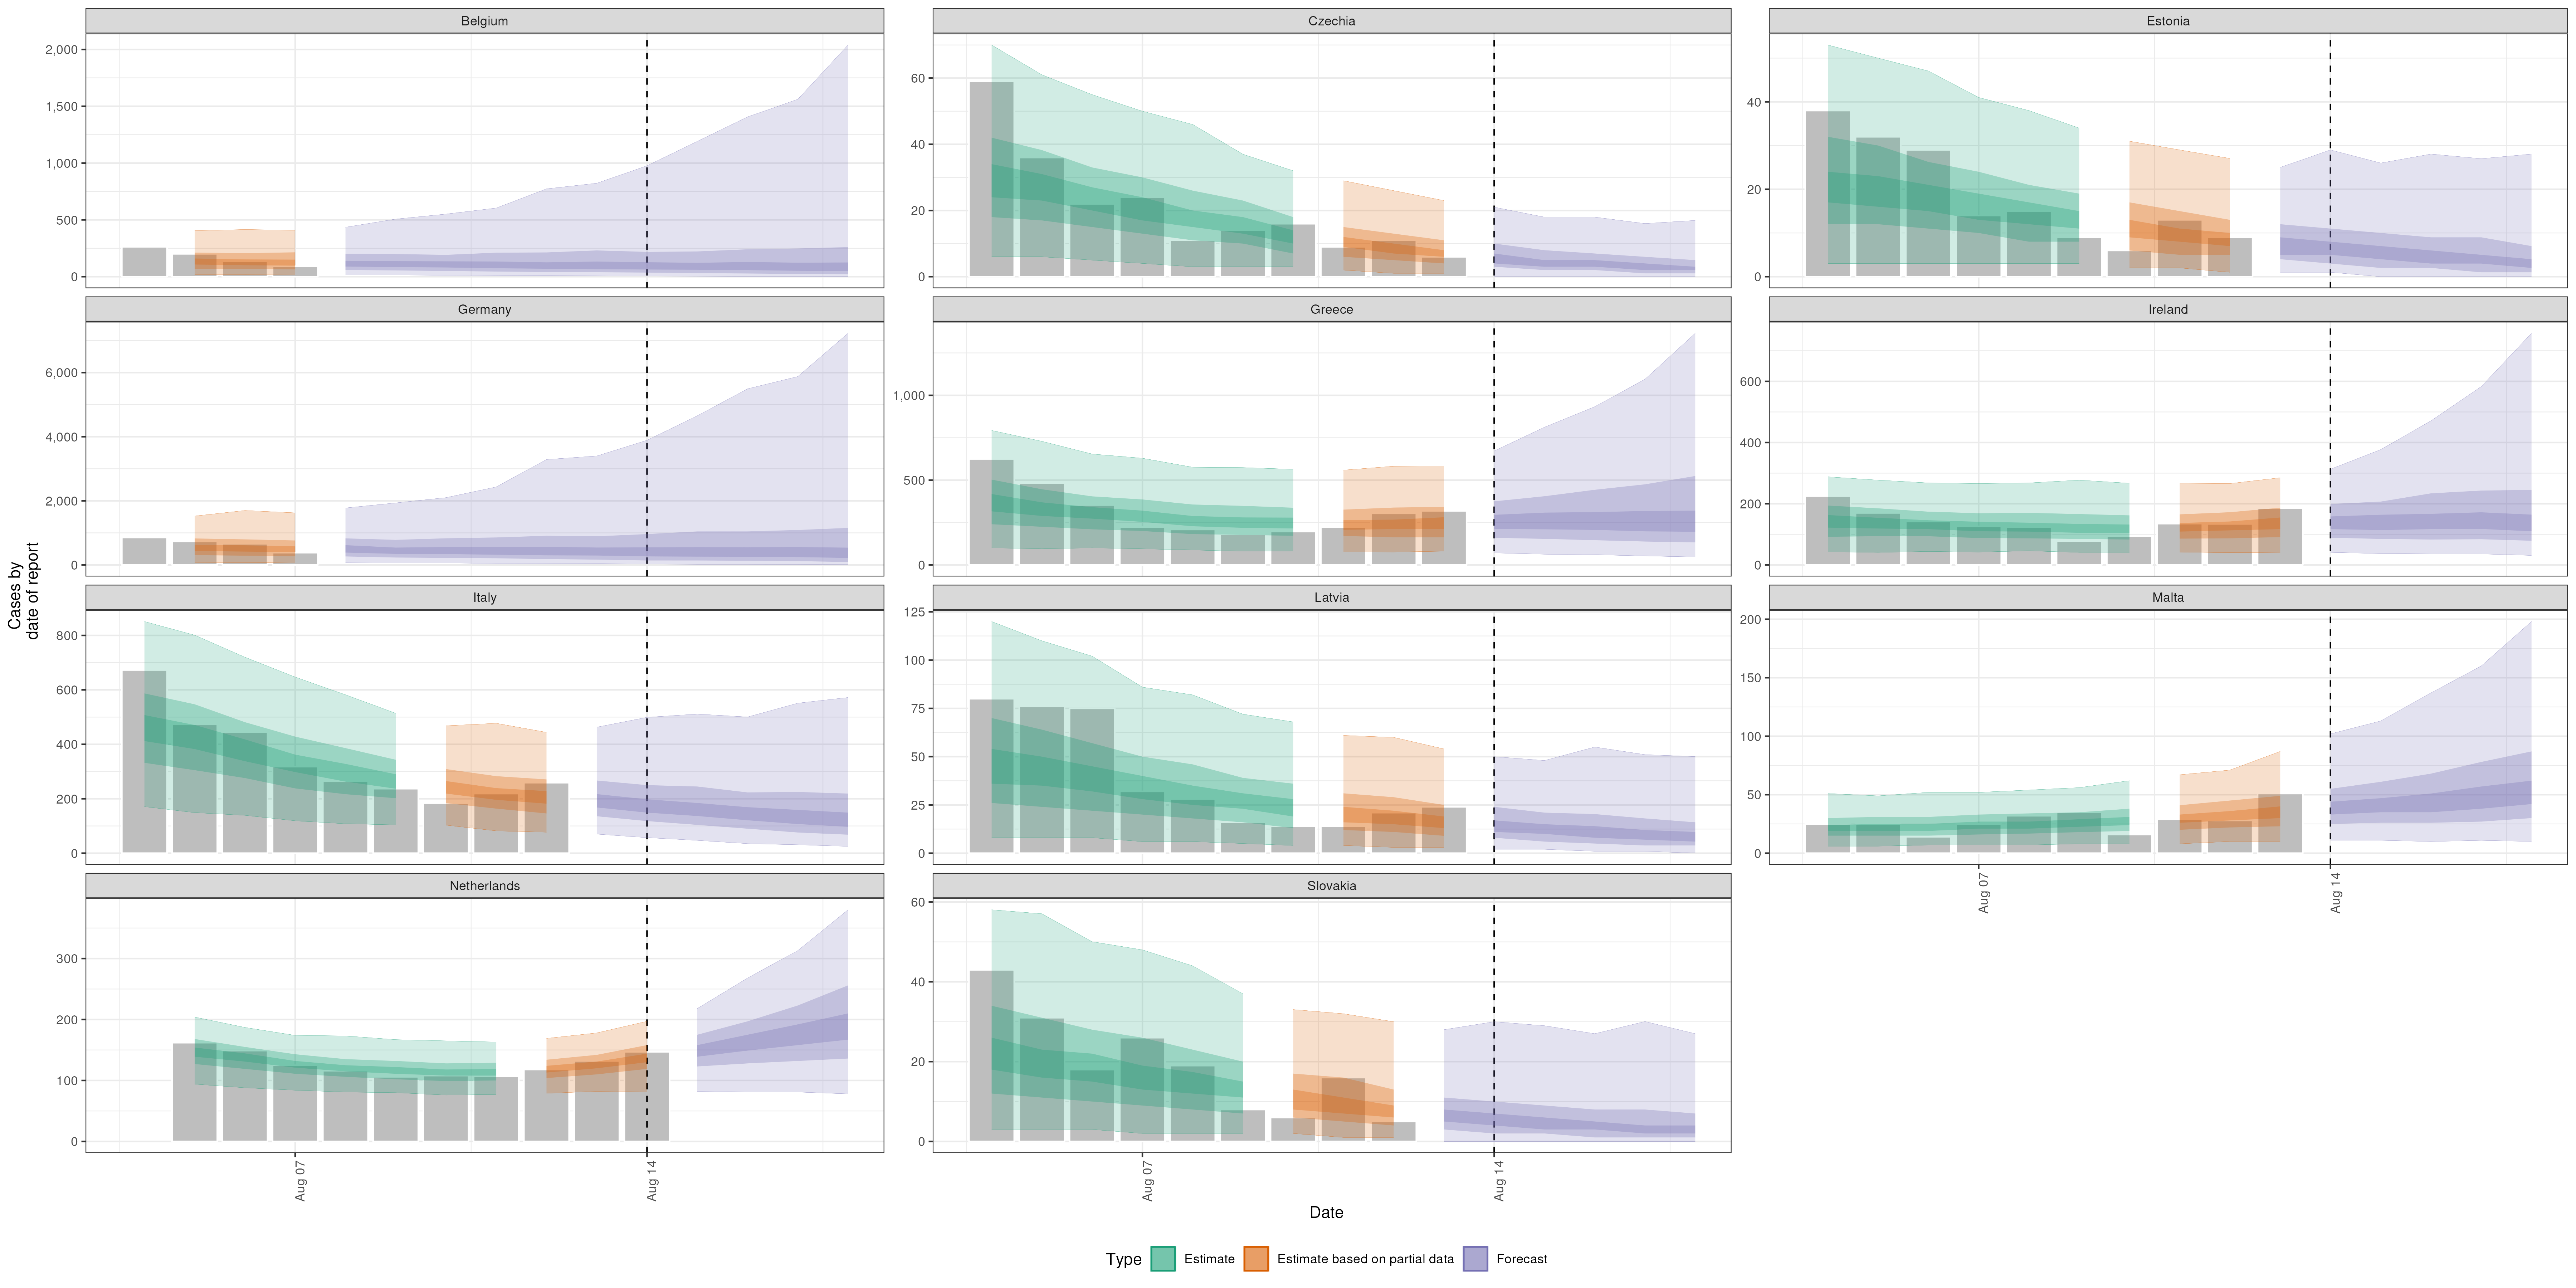 Belgium
Czechia
Estonia
2,000
1,500
1,000
500
0
60
40
20
0
40
20
0
Germany
Greece
Ireland
6,000
4,000
2,000
0
1,000
500
0
600
400
200
0
Cases by
date of report
Italy
Latvia
Malta
800
600
400
200
0
125
100
75
50
25
0
200
150
100
50
0
Aug 07
Aug 14
Netherlands
Slovakia
300
200
100
0
60
40
20
0
Aug 07
Aug 14
Aug 07
Aug 14
Date
Type Estimate Estimate based on partial data Forecast